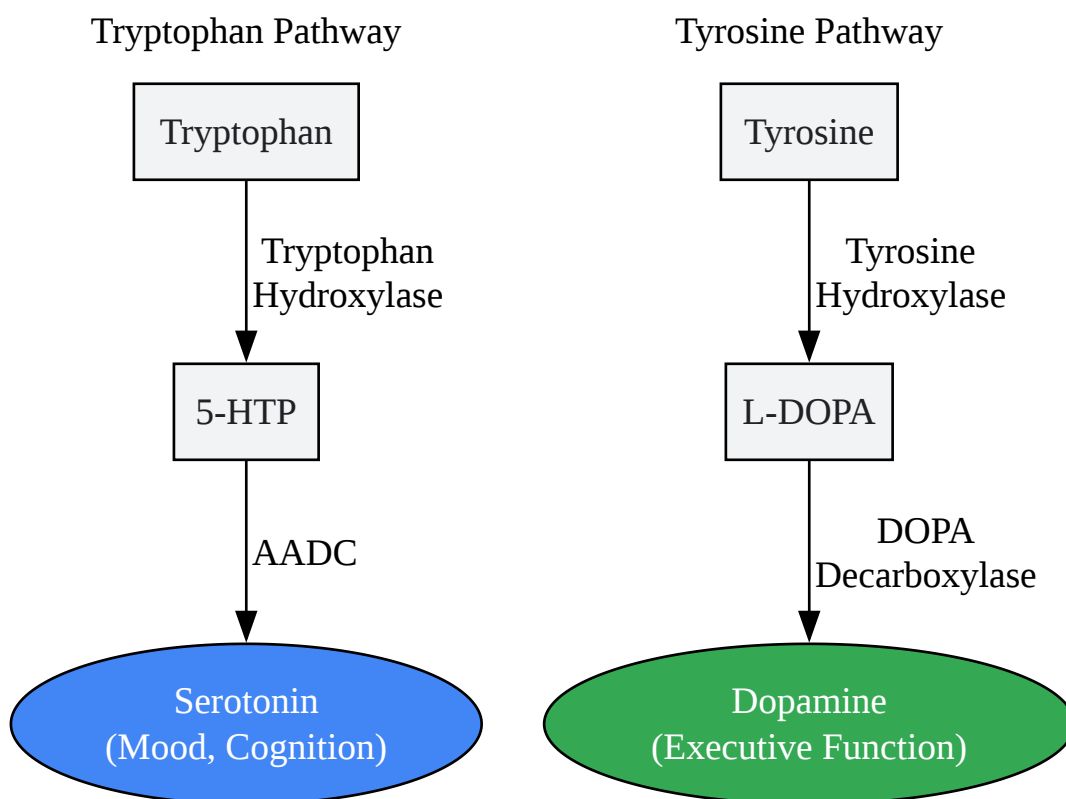 Tryptophan Pathway
Tryptophan
Tryptophan
Hydroxylase
5-HTP
AADC
Serotonin
(Mood, Cognition)
Tyrosine Pathway
Tyrosine
Tyrosine
Hydroxylase
L-DOPA
DOPA
Decarboxylase
Dopamine
(Executive Function)